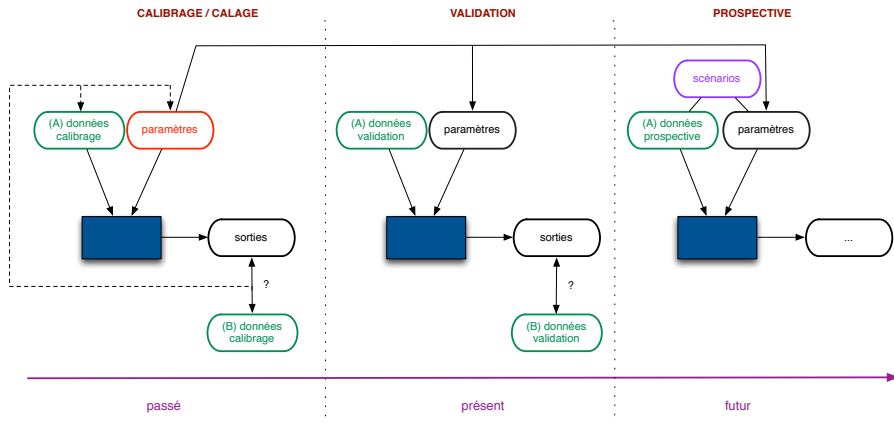 CALIBRAGE / CALAGE
VALIDATION
PROSPECTIVE
scénarios
(A) données
calibrage
paramètres
(A) données
validation
paramètres
(A) données
prospective
paramètres
sorties
sorties
...
?
?
(B) données
calibrage
(B) données
validation
passé
présent
futur